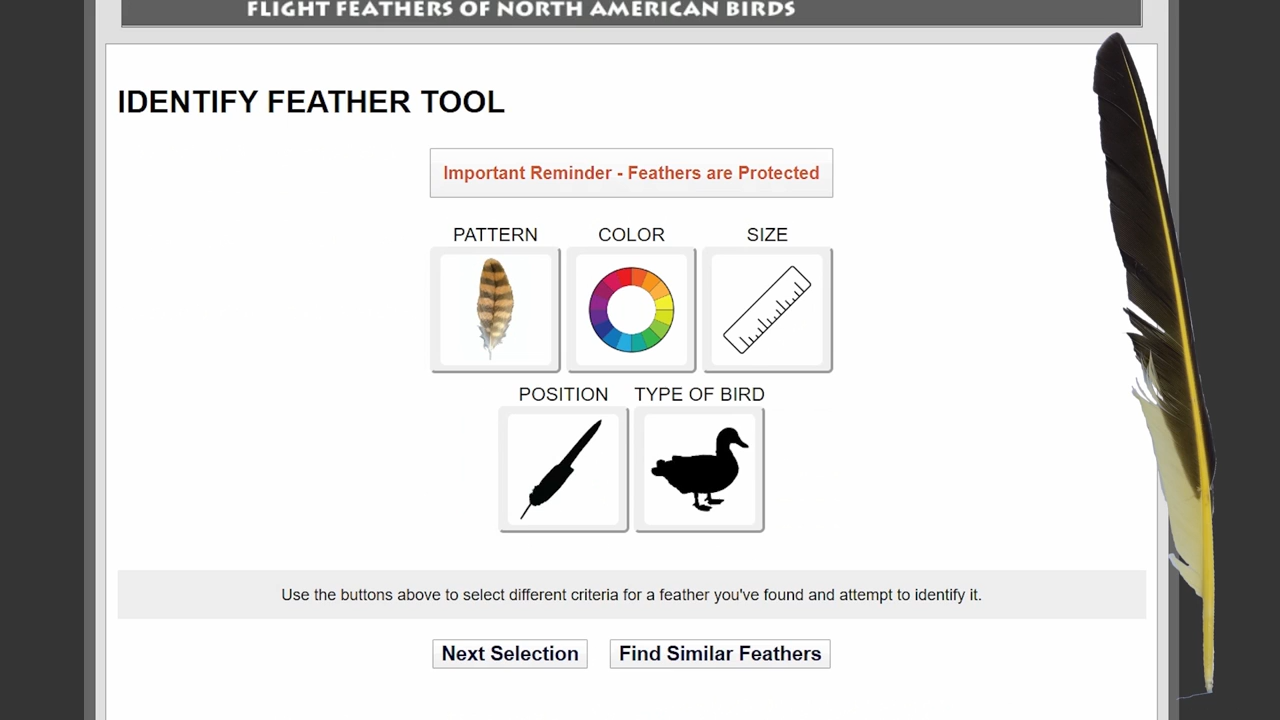 FLIGHT FEATHERS OF NORTH AMERICAN BIRDS
IDENTIFY FEATHER TOOL
Important Reminder - Feathers are Protected
PATTERN COLOR SIZE
POSITION TYPE OF BIRD
Use the buttons above to select different criteria for a feather you've found and attempt to identify it.
Next Selection Find Similar Feathers